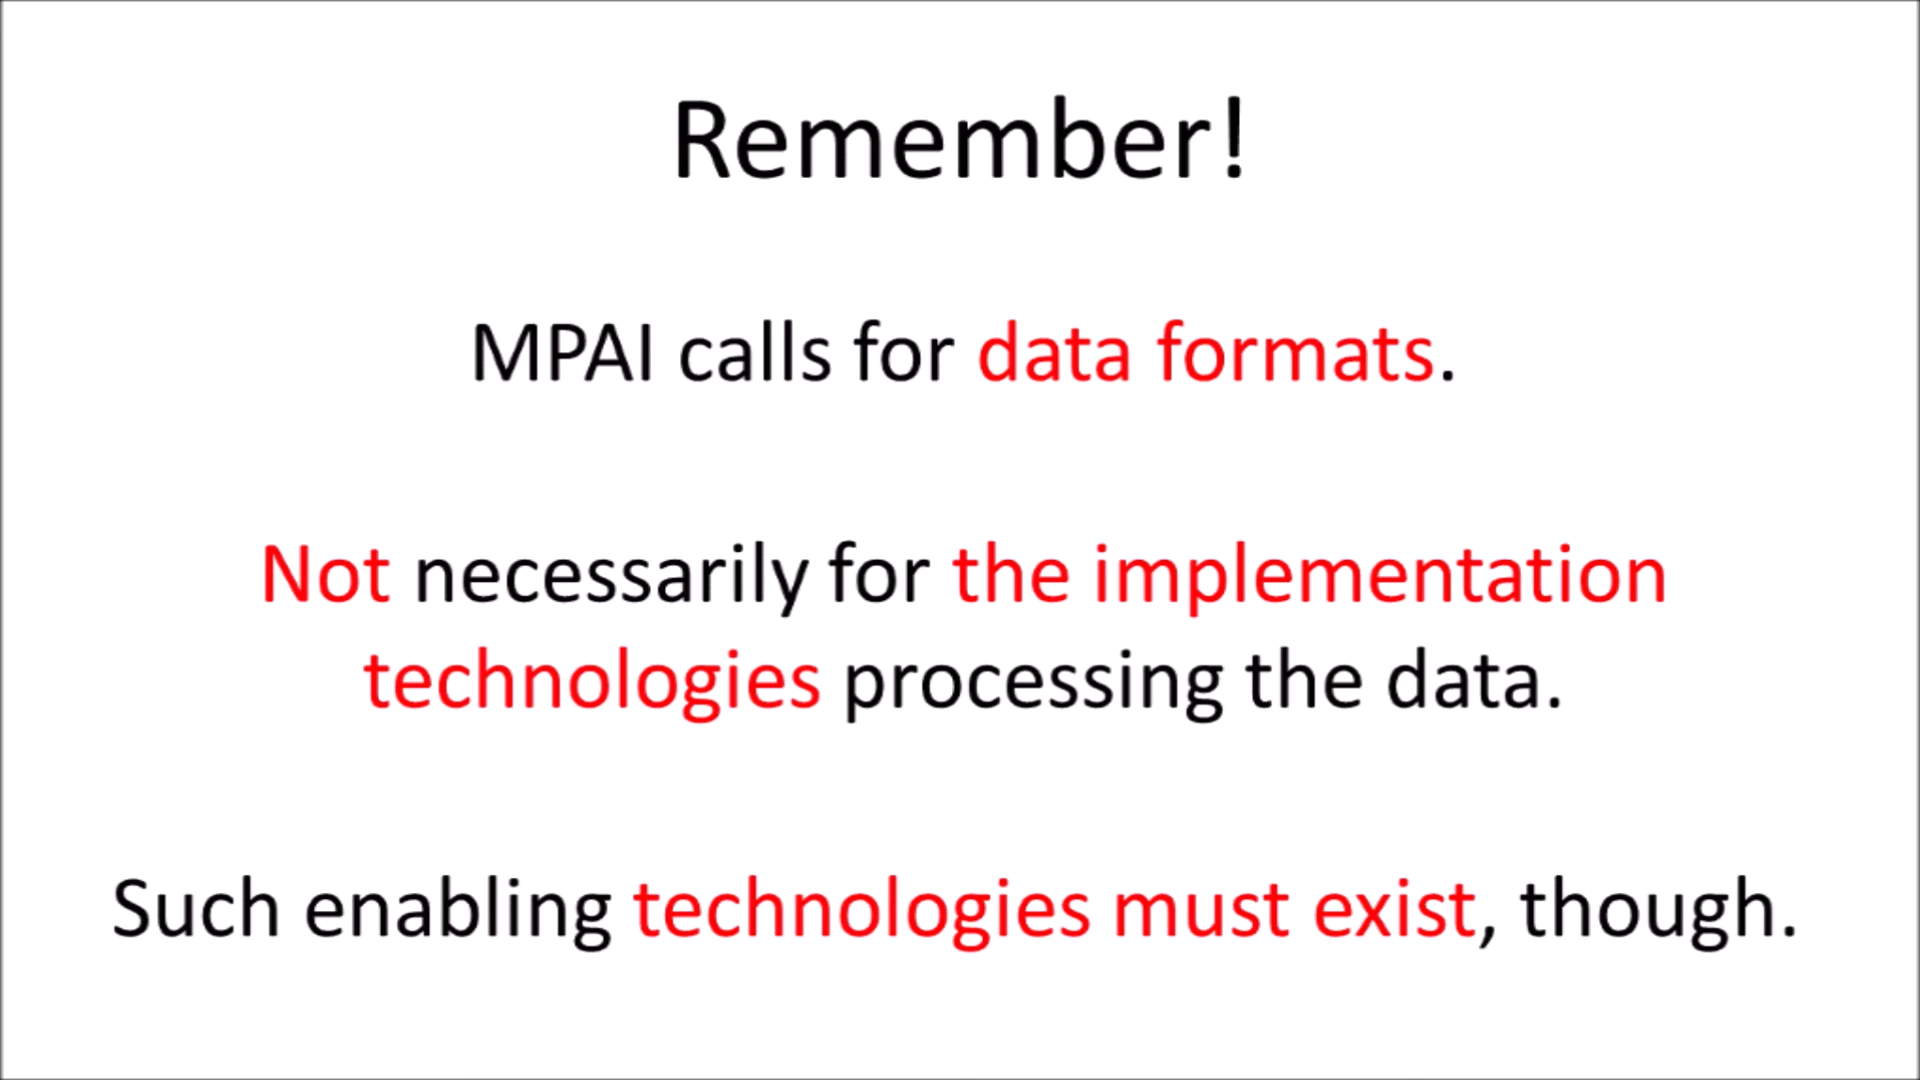 Remember!
MPAI calls for data formats.
Not necessarily for the implementation
technologies processing the data.
Such enabling technologies must exist, though.